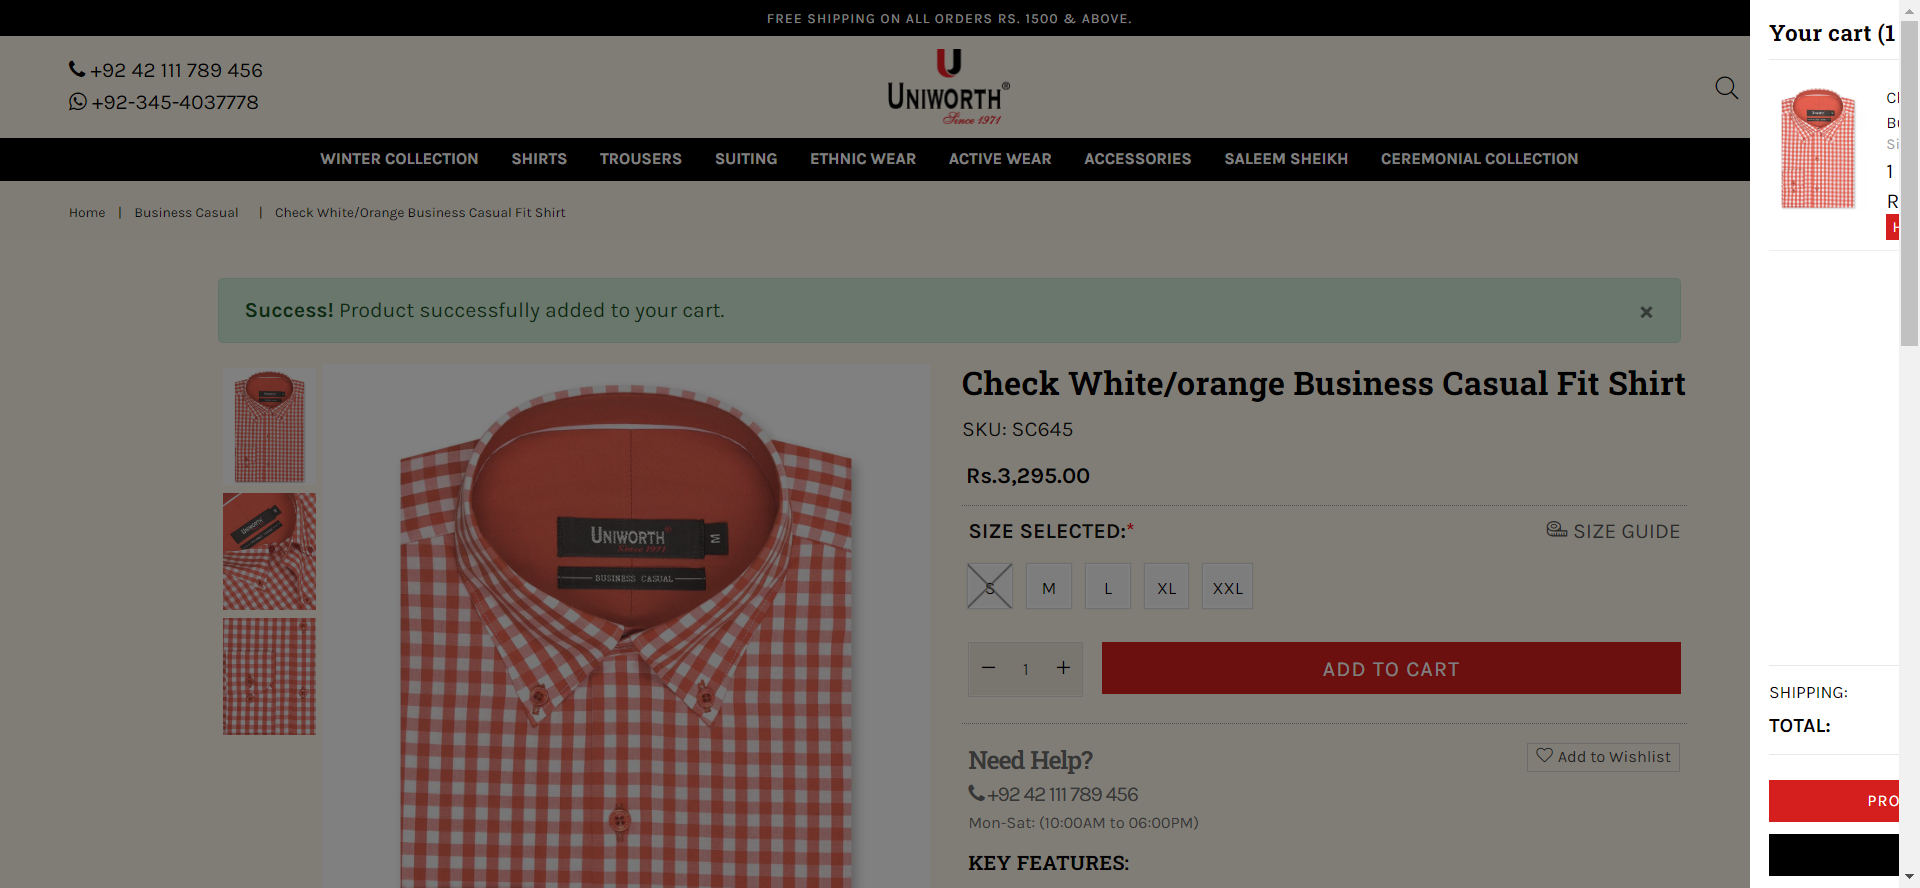 FREE SHIPPING ON ALL ORDERS RS. 1500 & ABOVE.
+92 42 111 789 456
+92-345-4037778
UNIWORTH®
Since 1971
WINTER COLLECTION SHIRTS TROUSERS SUITING ETHNIC WEAR ACTIVE WEAR ACCESSORIES SALEEM SHEIKH CEREMONIAL COLLECTION
Home | Business Casual | Check White/Orange Business Casual Fit Shirt
Success! Product successfully added to your cart.
×
UNIWORTH
Since 1971
M
BUSINESS CASUAL
Check White/orange Business Casual Fit Shirt
SKU: SC645
Rs.3,295.00
SIZE SELECTED:*
SIZE GUIDE
S M L XL XXL
− 1 +
ADD TO CART
Need Help?
Add to Wishlist
+92 42 111 789 456
Mon-Sat: (10:00AM to 06:00PM)
KEY FEATURES:
Your cart (1
1
R
SHIPPING:
TOTAL:
PRO